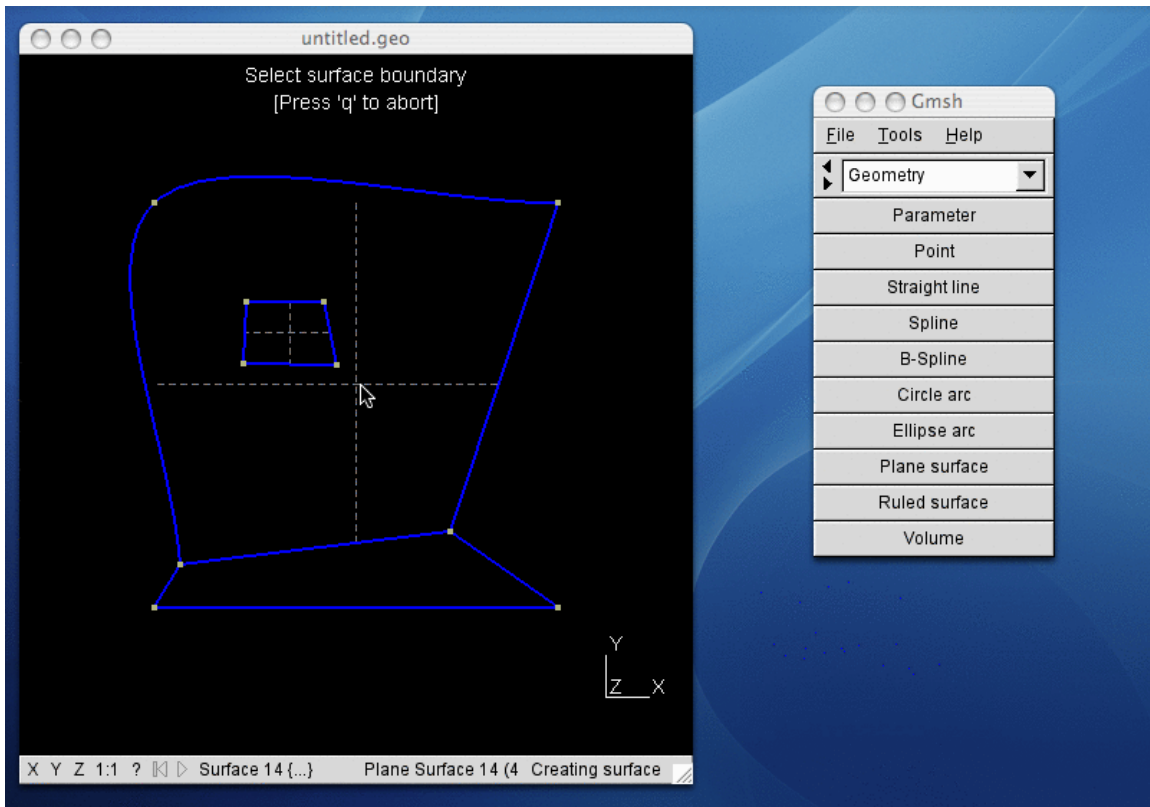 untitled.geo
Select surface boundary
[Press 'q' to abort]
Y
Z X
X Y Z 1:1 ? Surface 14 {...} Plane Surface 14 (4 Creating surface
Gmsh
File Tools Help
Geometry
Parameter
Point
Straight line
Spline
B-Spline
Circle arc
Ellipse arc
Plane surface
Ruled surface
Volume